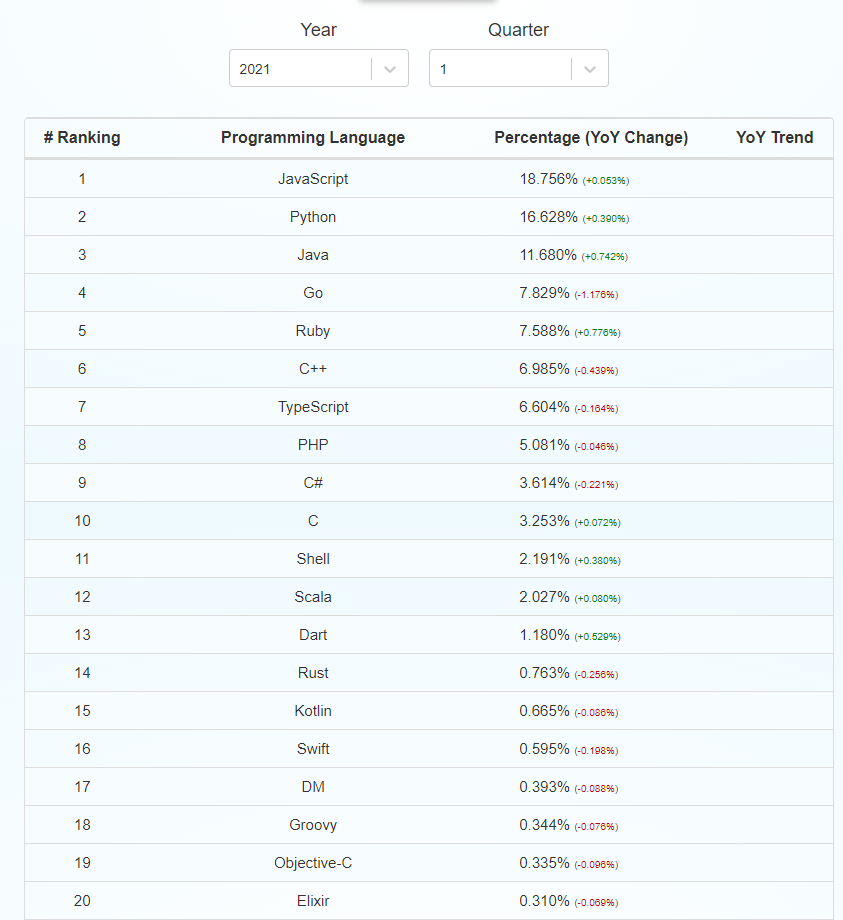 Year Quarter
2021 1
# Ranking Programming Language Percentage (YoY Change) YoY Trend
1 JavaScript 18.756% (+0.053%)
2 Python 16.628% (+0.390%)
3 Java 11.680% (+0.742%)
4 Go 7.829% (-1.176%)
5 Ruby 7.588% (+0.776%)
6 C++ 6.985% (-0.439%)
7 TypeScript 6.604% (-0.164%)
8 PHP 5.081% (-0.046%)
9 C# 3.614% (-0.221%)
10 C 3.253% (+0.072%)
11 Shell 2.191% (+0.380%)
12 Scala 2.027% (+0.080%)
13 Dart 1.180% (+0.529%)
14 Rust 0.763% (-0.256%)
15 Kotlin 0.665% (-0.086%)
16 Swift 0.595% (-0.198%)
17 DM 0.393% (-0.088%)
18 Groovy 0.344% (-0.076%)
19 Objective-C 0.335% (-0.096%)
20 Elixir 0.310% (-0.069%)